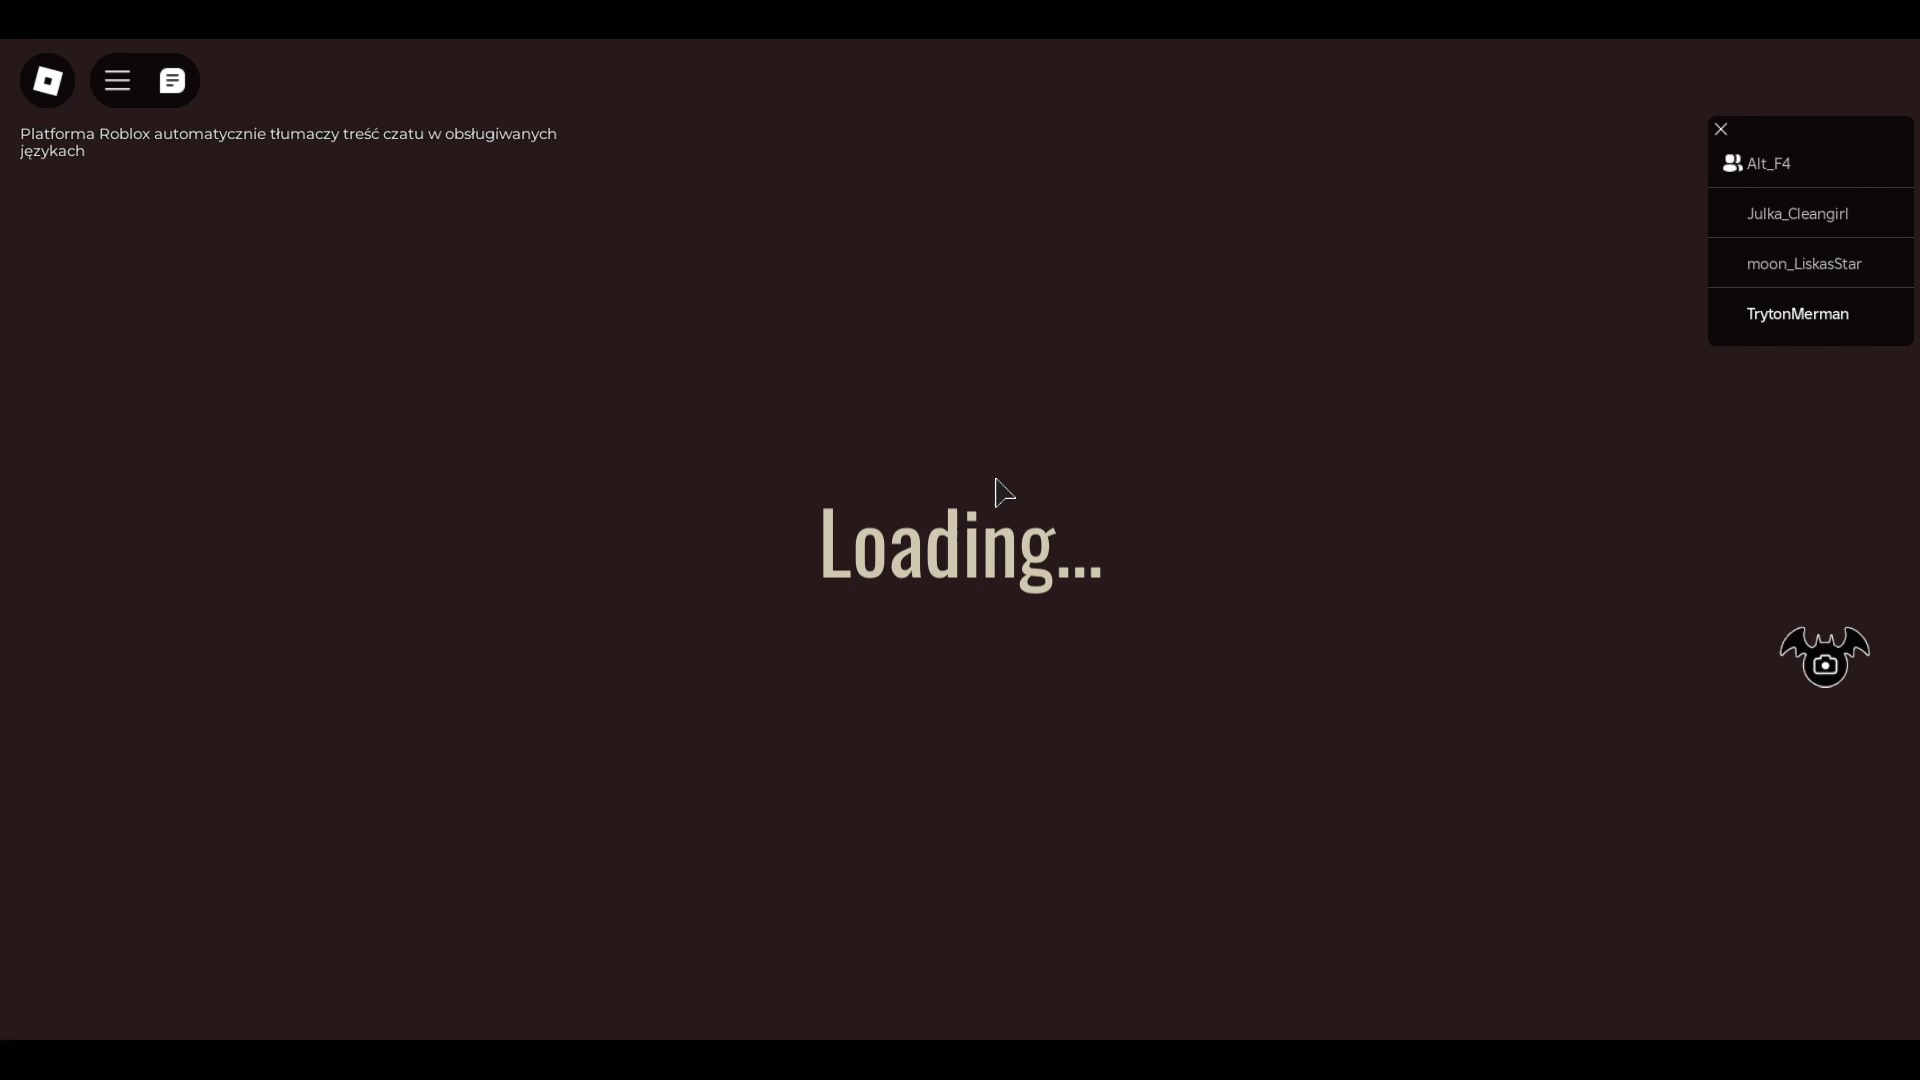 Platforma Roblox automatycznie tłumaczy treść czatu w obsługiwanych
językach
Alt_F4
Julka_Cleangirl
moon_LiskasStar
TrytonMerman
Loading...